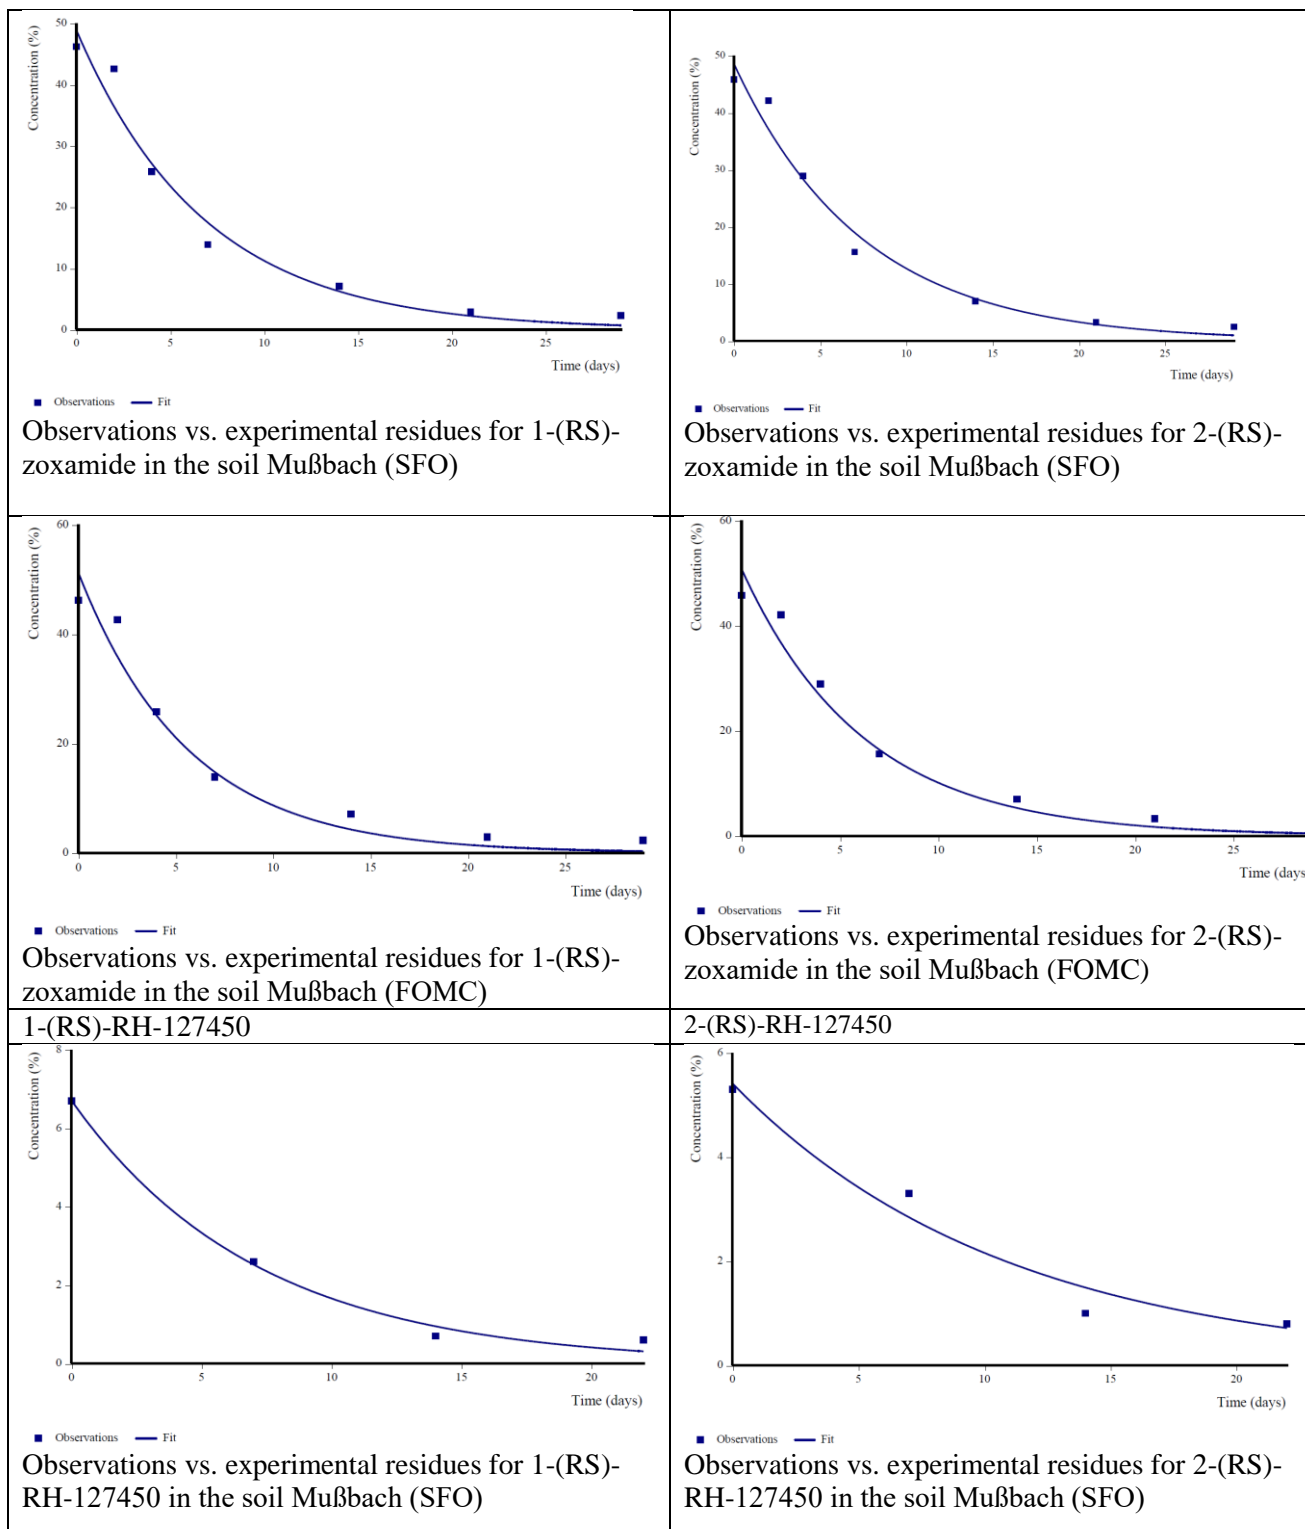 Concentration (%)
50
40
30
20
10
0
0 5 10 15 20 25
Time (days)
Observations Fit
Observations vs. experimental residues for 1-(RS)-
zoxamide in the soil Mußbach (SFO)
Concentration (%)
50
40
30
20
10
0
0 5 10 15 20 25
Time (days)
Observations Fit
Observations vs. experimental residues for 2-(RS)-
zoxamide in the soil Mußbach (SFO)
Concentration (%)
60
40
20
0
0 5 10 15 20 25
Time (days)
Observations Fit
Observations vs. experimental residues for 1-(RS)-
zoxamide in the soil Mußbach (FOMC)
Concentration (%)
60
40
20
0
0 5 10 15 20 25
Time (days
Observations Fit
Observations vs. experimental residues for 2-(RS)-
zoxamide in the soil Mußbach (FOMC)
1-(RS)-RH-127450
2-(RS)-RH-127450
Concentration (%)
8
6
4
2
0
0 5 10 15 20
Time (days)
Observations Fit
Observations vs. experimental residues for 1-(RS)-
RH-127450 in the soil Mußbach (SFO)
Concentration (%)
6
4
2
0
0 5 10 15 20
Time (days)
Observations Fit
Observations vs. experimental residues for 2-(RS)-
RH-127450 in the soil Mußbach (SFO)